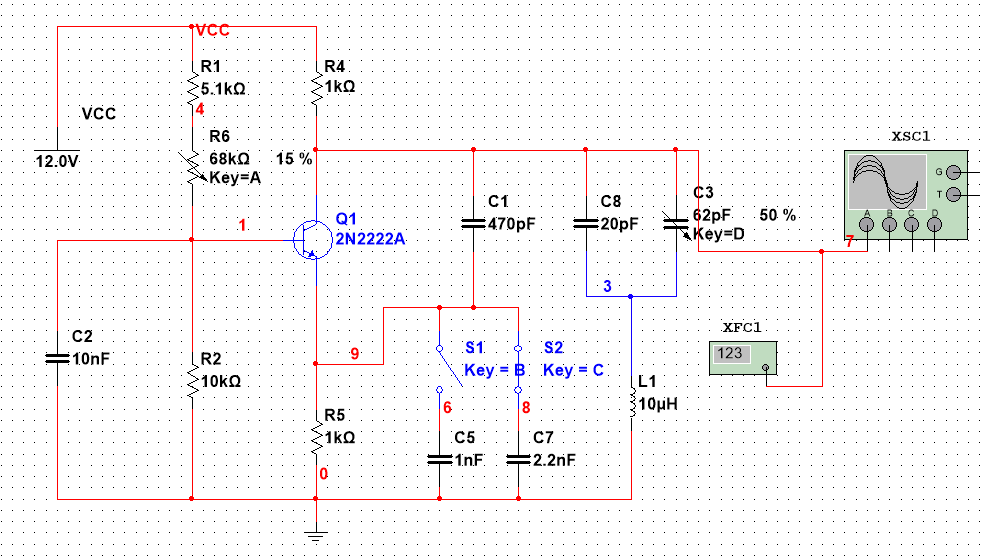 VCC
R1
5.1kΩ
4
R4
1kΩ
VCC
12.0V
R6
68kΩ 15 %
Key=A
1
Q1
2N2222A
C1
470pF
C8
20pF
C3
62pF 50 %
Key=D
XSC1
G
T
A B C D
7
3
XFC1
123
C2
10nF
R2
10kΩ
9
S1
Key = B
S2
Key = C
6
8
L1
10µH
R5
1kΩ
0
C5
1nF
C7
2.2nF